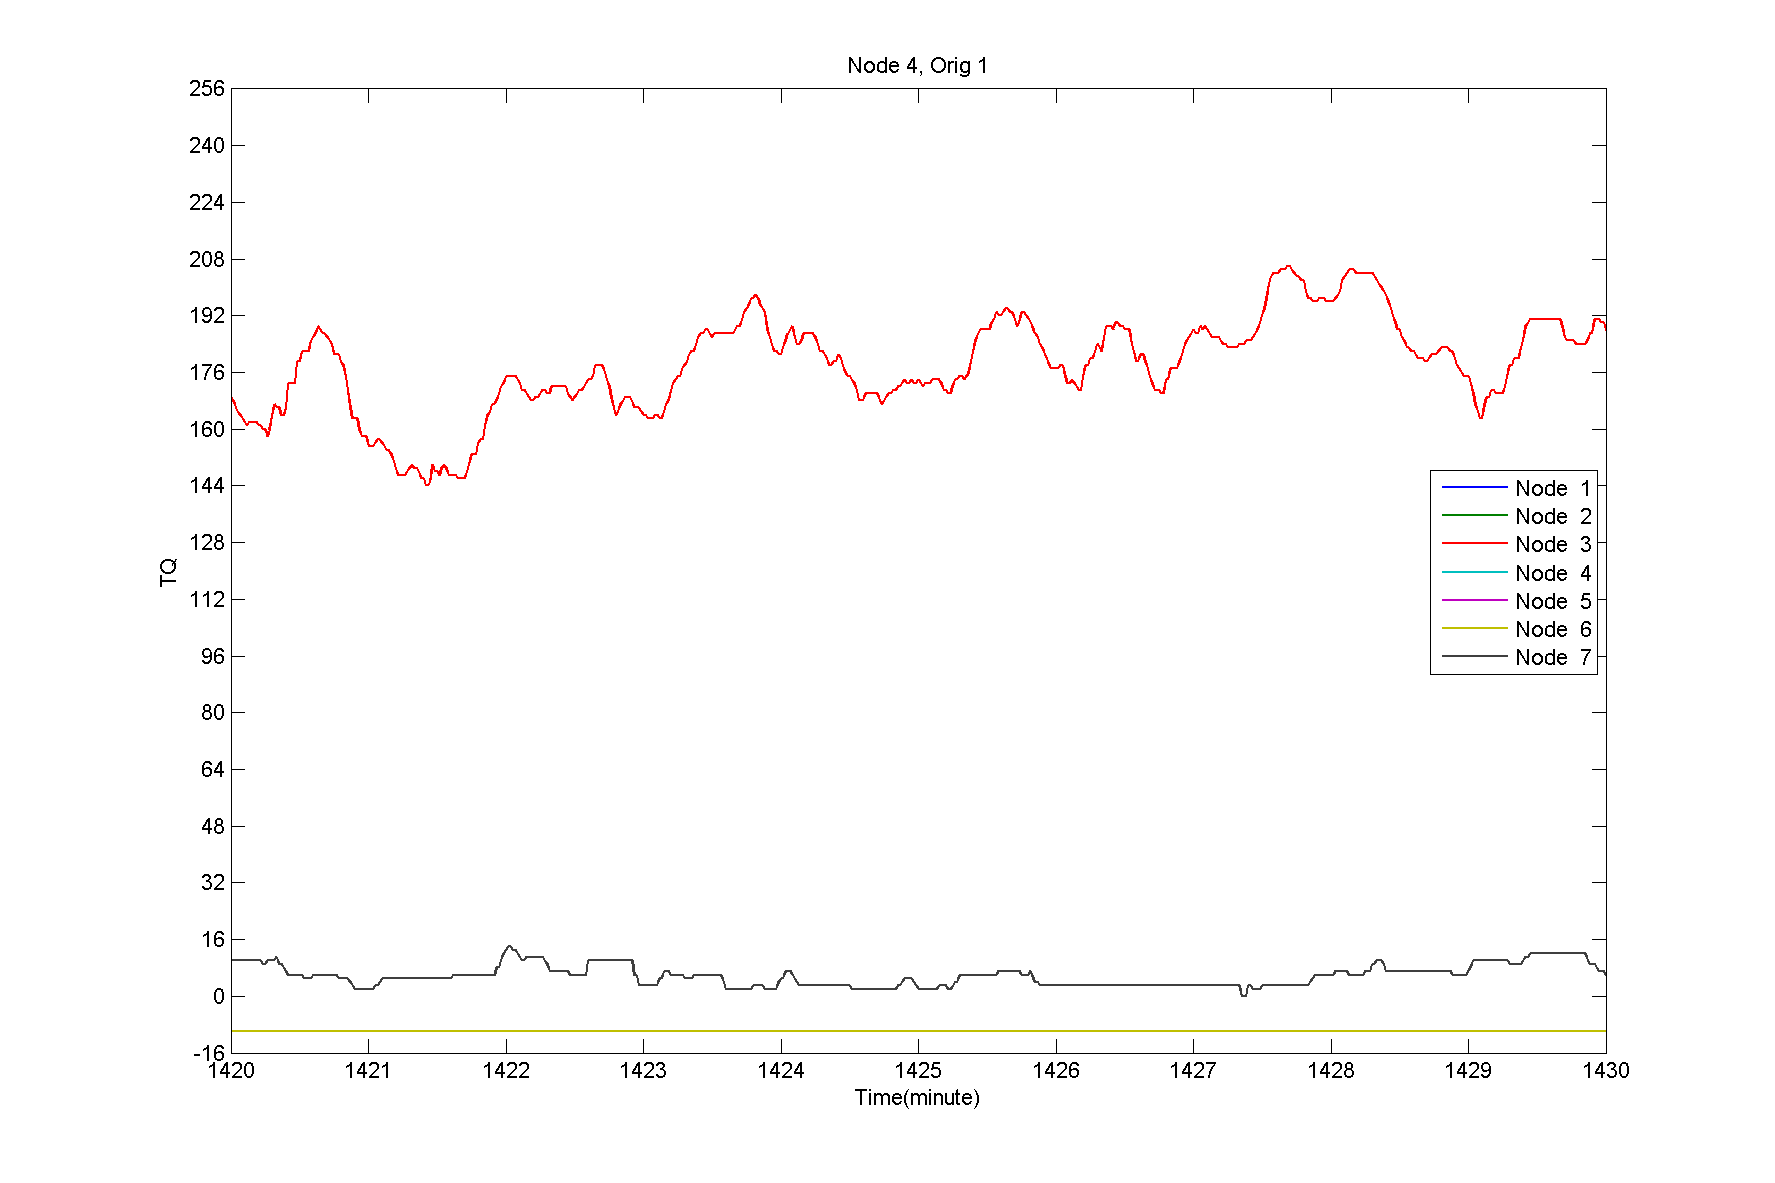 Node 4, Orig 1
256
240
224
208
192
176
160
144
128
112
96
80
64
48
32
16
0
-16
TQ
Node 1
Node 2
Node 3
Node 4
Node 5
Node 6
Node 7
1420 1421 1422 1423 1424 1425 1426 1427 1428 1429 1430
Time(minute)